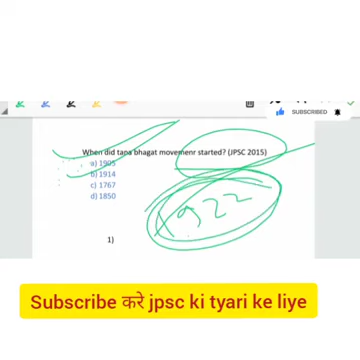 SUBSCRIBED
When did tana bhagat movemenr started? (JPSC 2015)
a) 1905
b) 1914
c) 1767
d) 1850
1922
1)
Subscribe करे jpsc ki tyari ke liye